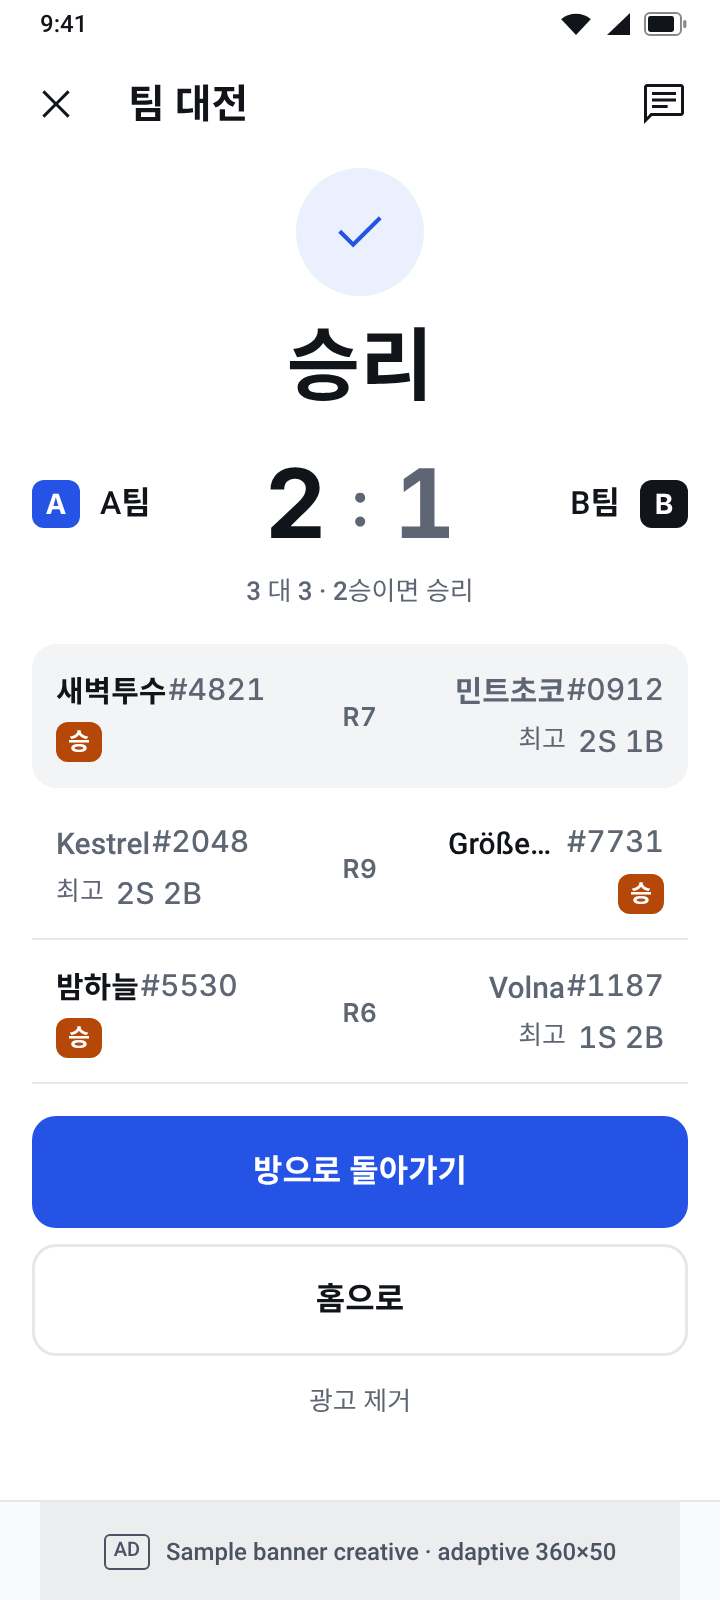 9:41
팀 대전
승리
A A팀 2 : 1 B팀 B
3 대 3 · 2승이면 승리
새벽투수#4821 R7 민트초코#0912
승 최고 2S 1B
Kestrel#2048 R9 Größe... #7731
최고 2S 2B 승
밤하늘#5530 R6 Volna#1187
승 최고 1S 2B
방으로 돌아가기
홈으로
광고 제거
AD Sample banner creative · adaptive 360×50